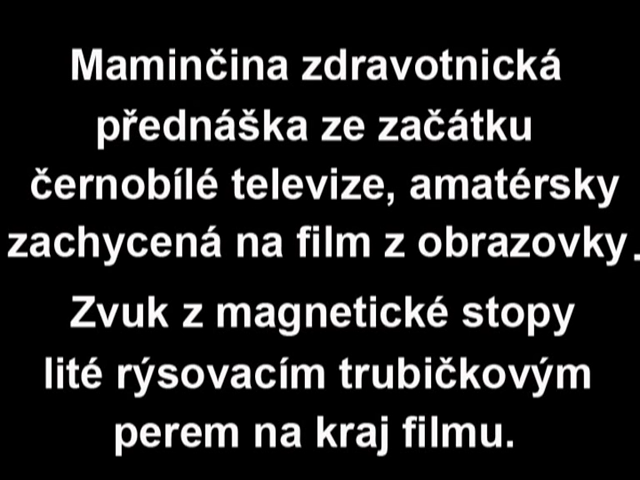 Maminčina zdravotnická
přednáška ze začátku
černobílé televize, amatérsky
zachycená na film z obrazovky.
Zvuk z magnetické stopy
lité rýsovacím trubičkovým
perem na kraj filmu.